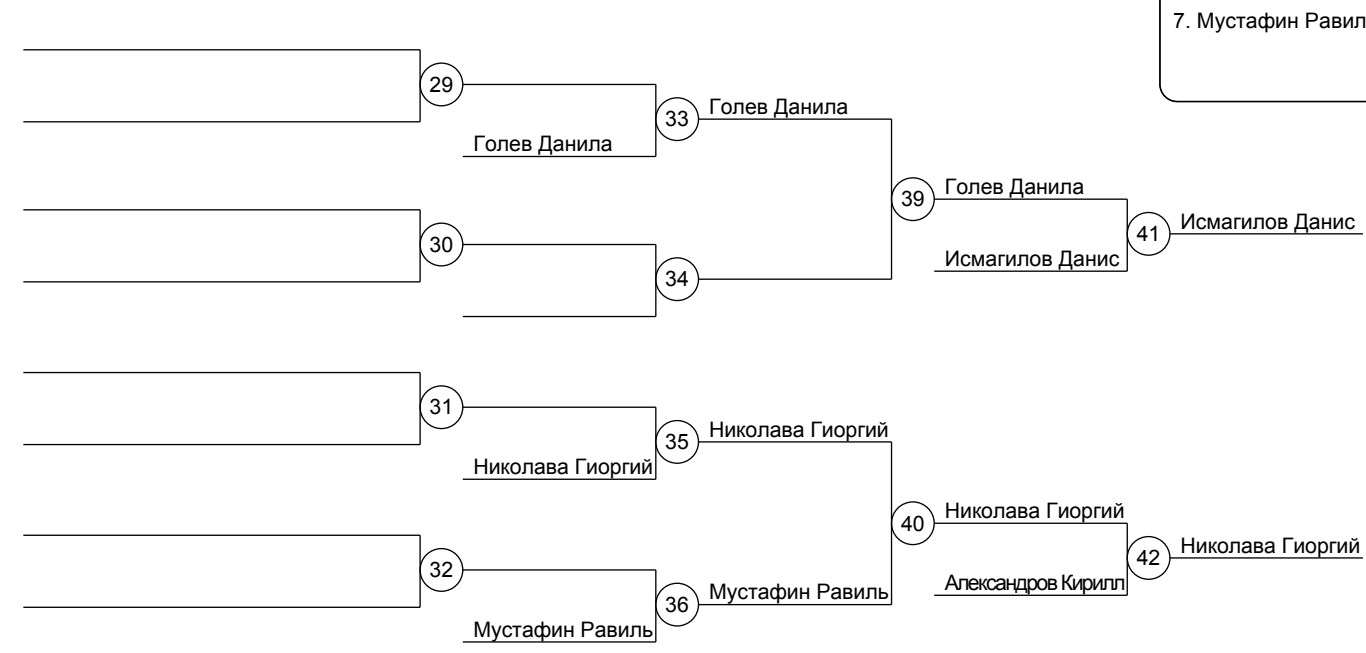 7. Мустафин Равил
29
33
Голев Данила
Голев Данила
39
Голев Данила
41
Исмагилов Данис
30
Исмагилов Данис
34
31
35
Николава Гиоргий
Николава Гиоргий
40
Николава Гиоргий
42
Николава Гиоргий
32
Александров Кирилл
36
Мустафин Равиль
Мустафин Равиль